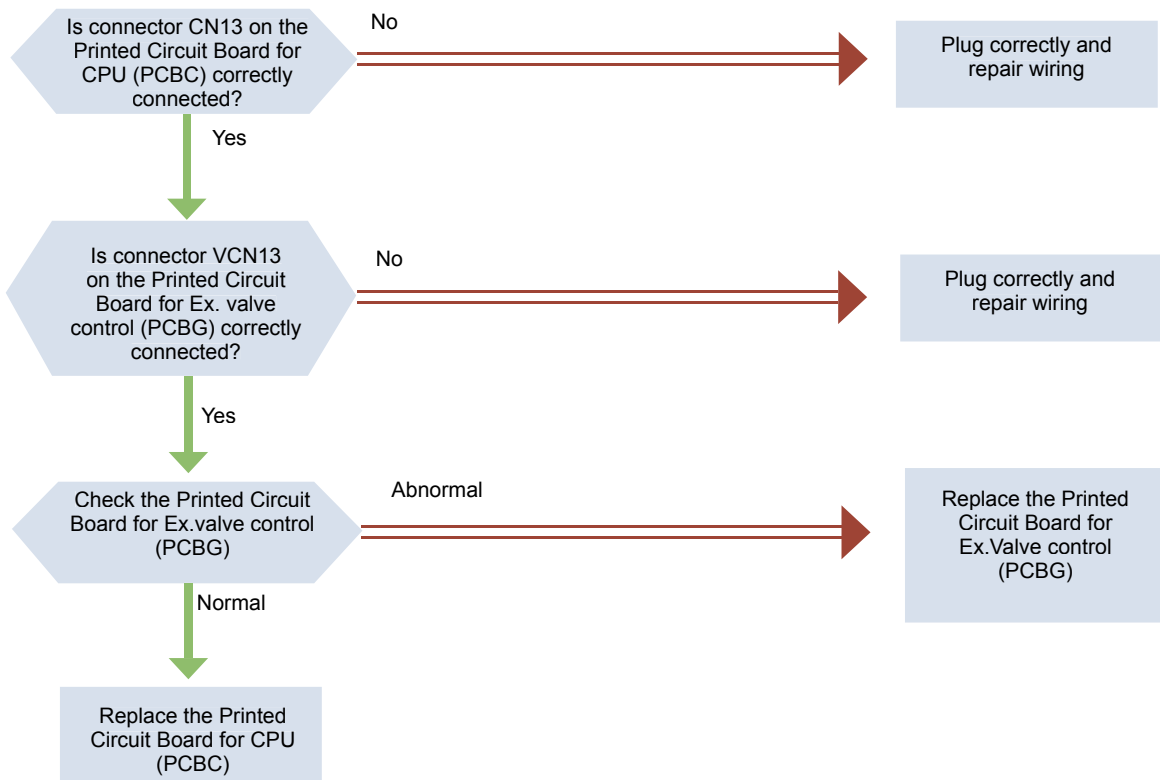 Is connector CN13 on the
Printed Circuit Board for
CPU (PCBC) correctly
connected?
No
Plug correctly and
repair wiring
Yes
Is connector VCN13
on the Printed Circuit
Board for Ex. valve
control (PCBG) correctly
connected?
No
Plug correctly and
repair wiring
Yes
Check the Printed Circuit
Board for Ex.valve control
(PCBG)
Abnormal
Replace the Printed
Circuit Board for
Ex.Valve control
(PCBG)
Normal
Replace the Printed
Circuit Board for CPU
(PCBC)